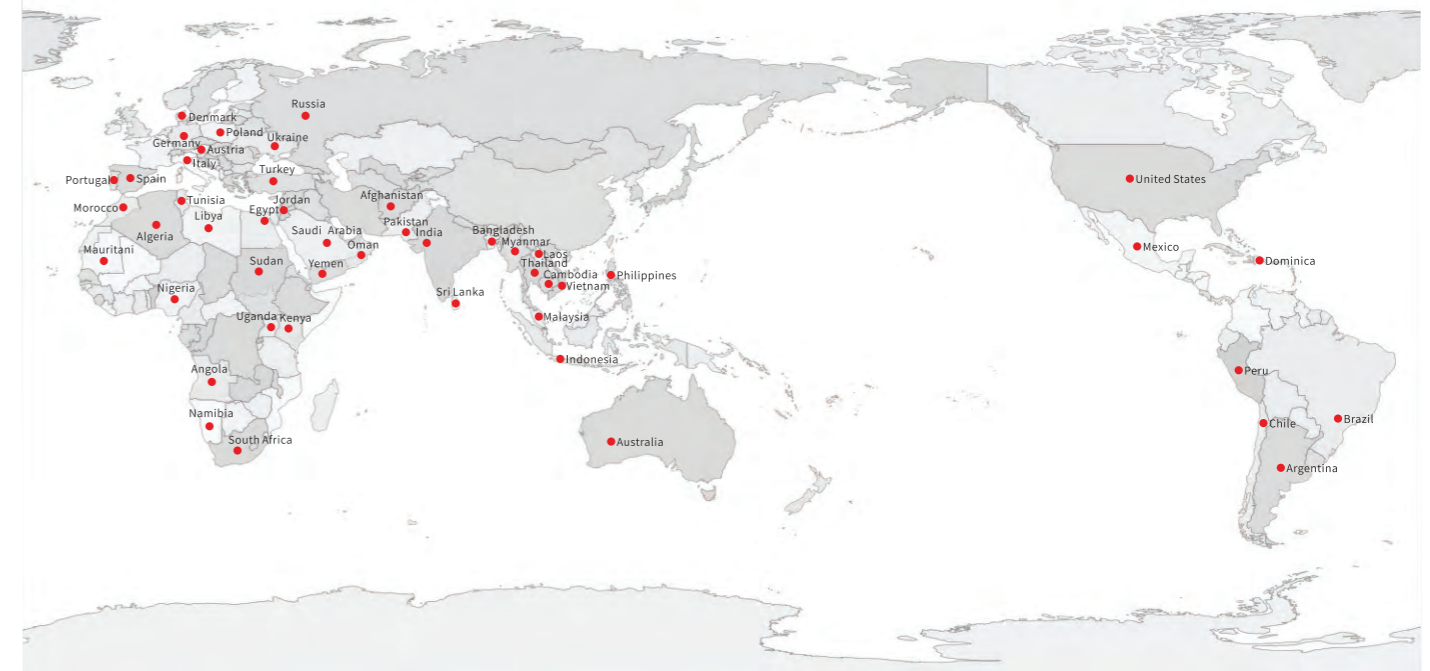 Russia
Denmark
Poland
Ukraine
Germany
Austria
Italy
Turkey
Portugal
Spain
Afghanistan
Tunisia
Jordan
Morocco
Libya
Egypt
Pakistan
India
Bangladesh
Saudi Arabia
Algeria
Oman
Myanmar
Mauritani
Laos
Sudan
Yemen
Thailand
Cambodia
Philippines
Nigeria
Sri Lanka
Vietnam
Uganda
Kenya
Malaysia
Indonesia
Angola
Namibia
South Africa
Australia
United States
Mexico
Dominica
Peru
Chile
Brazil
Argentina